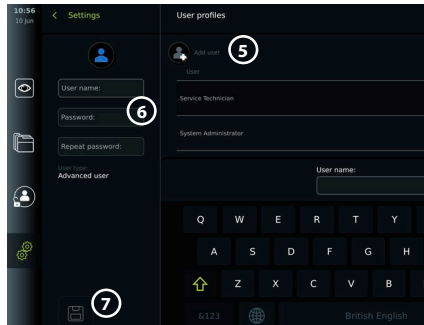 10:56
10 Jun
Settings
User profiles
Add user
5
User
User name:
Service Technician
Password:
6
System Administrator
Repeat password:
User type:
Advanced user
User name:
Q W E R T Y
A S D F G H
Z X C V B
7
&123
British English